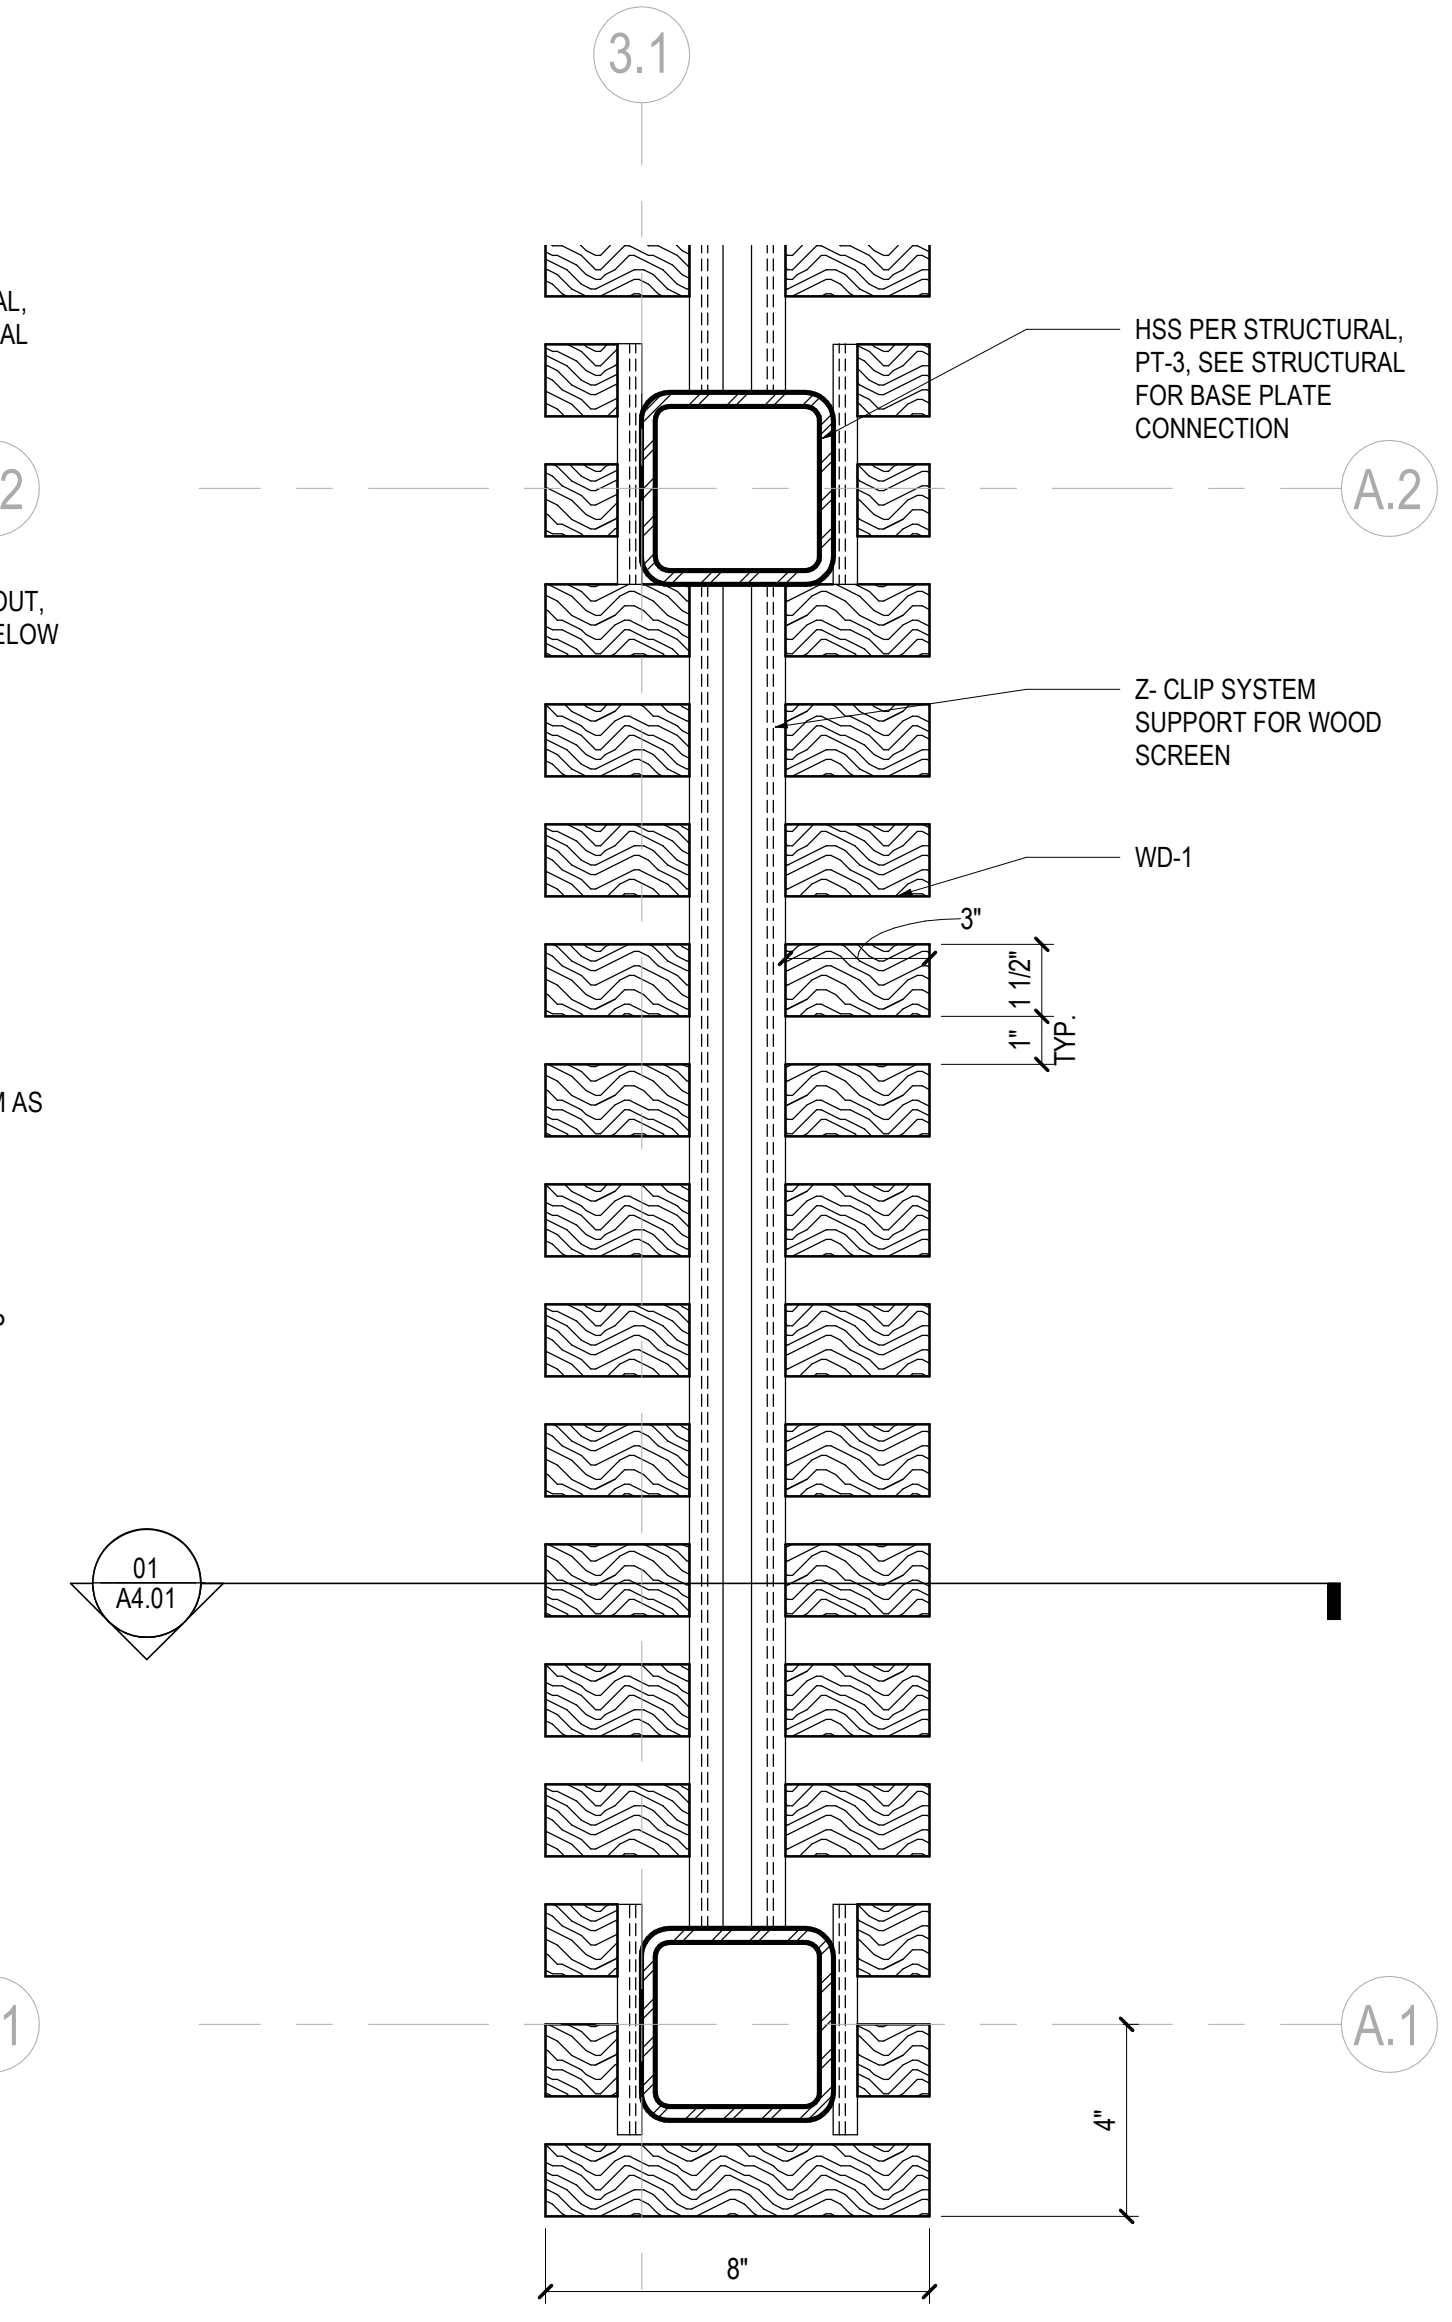 3.1
AL,
AL
HSS PER STRUCTURAL,
PT-3, SEE STRUCTURAL
FOR BASE PLATE
CONNECTION
2
A.2
OUT,
ELOW
Z- CLIP SYSTEM
SUPPORT FOR WOOD
SCREEN
WD-1
3"
1 1/2"
1"
TYP.
M AS
01
A4.01
1
A.1
4"
8"